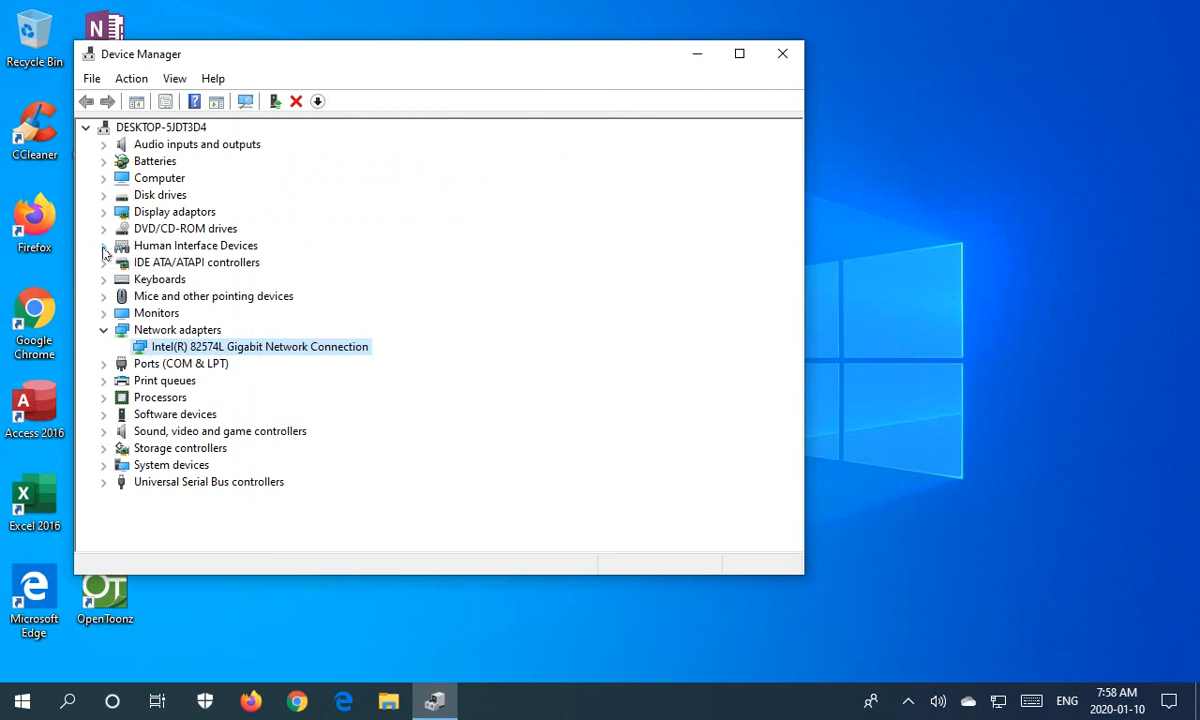 Recycle Bin
CCleaner
Firefox
Google
Chrome
Access 2016
Excel 2016
Microsoft
Edge
OpenToonz
Device Manager
File Action View Help
DESKTOP-5JDT3D4
Audio inputs and outputs
Batteries
Computer
Disk drives
Display adaptors
DVD/CD-ROM drives
Human Interface Devices
IDE ATA/ATAPI controllers
Keyboards
Mice and other pointing devices
Monitors
Network adapters
Intel(R) 82574L Gigabit Network Connection
Ports (COM & LPT)
Print queues
Processors
Software devices
Sound, video and game controllers
Storage controllers
System devices
Universal Serial Bus controllers
ENG
7:58 AM
2020-01-10